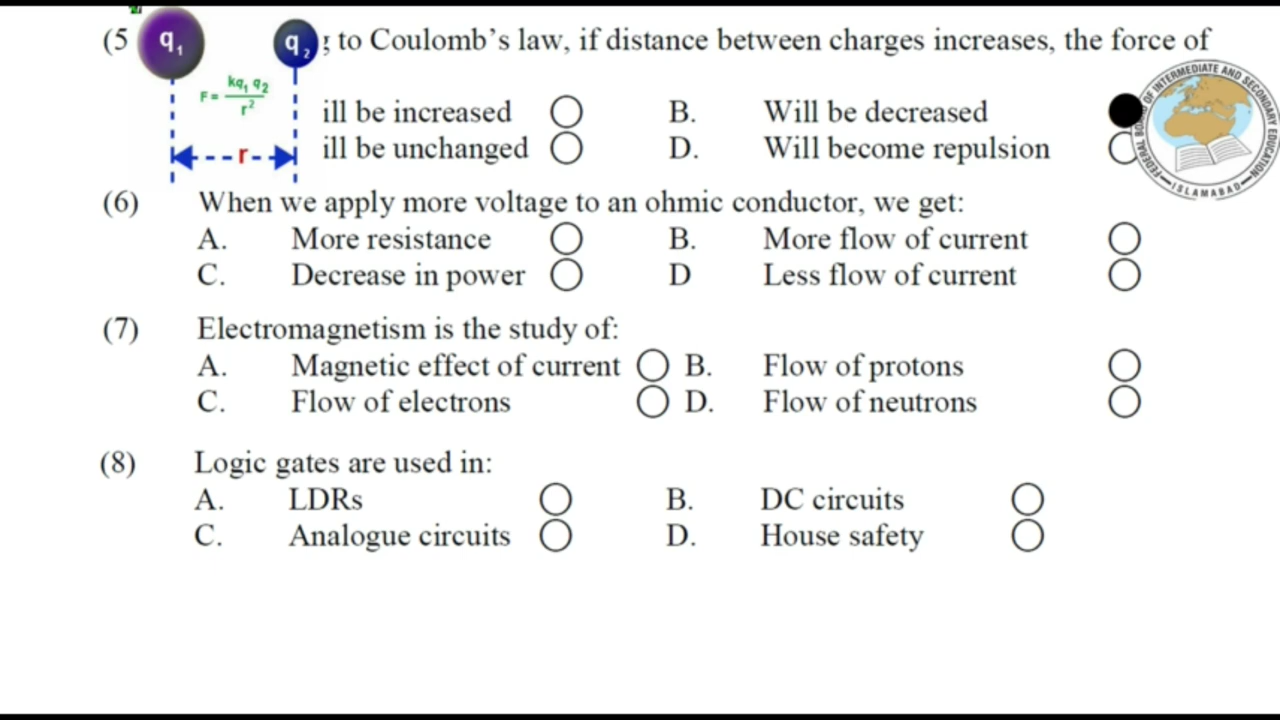 (5 q1 q2 g to Coulomb's law, if distance between charges increases, the force of
F= kq1 q2
r2
r
ill be increased B. Will be decreased
ill be unchanged D. Will become repulsion
FEDERAL BOARD OF INTERMEDIATE AND SECONDARY EDUCATION
ISLAMABAD
(6) When we apply more voltage to an ohmic conductor, we get:
A. More resistance B. More flow of current
C. Decrease in power D Less flow of current
(7) Electromagnetism is the study of:
A. Magnetic effect of current B. Flow of protons
C. Flow of electrons D. Flow of neutrons
(8) Logic gates are used in:
A. LDRs B. DC circuits
C. Analogue circuits D. House safety